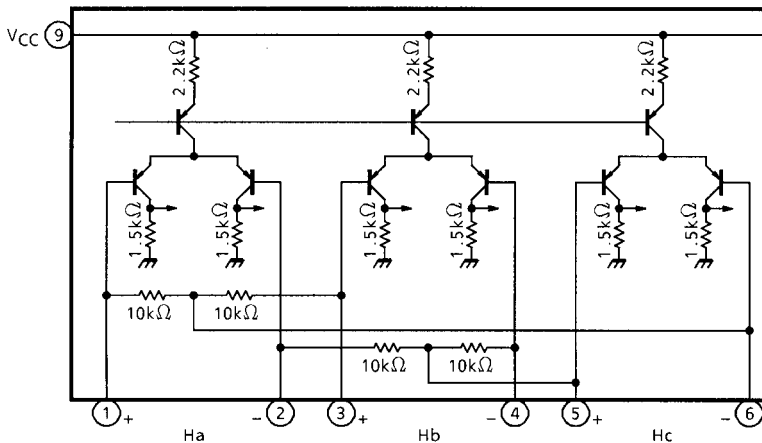 VCC 9
2.2kΩ 2.2kΩ 2.2kΩ
1.5kΩ 1.5kΩ 1.5kΩ 1.5kΩ 1.5kΩ 1.5kΩ
10kΩ 10kΩ
10kΩ 10kΩ
1 + - 2 3 + - 4 5 + - 6
Ha Hb Hc